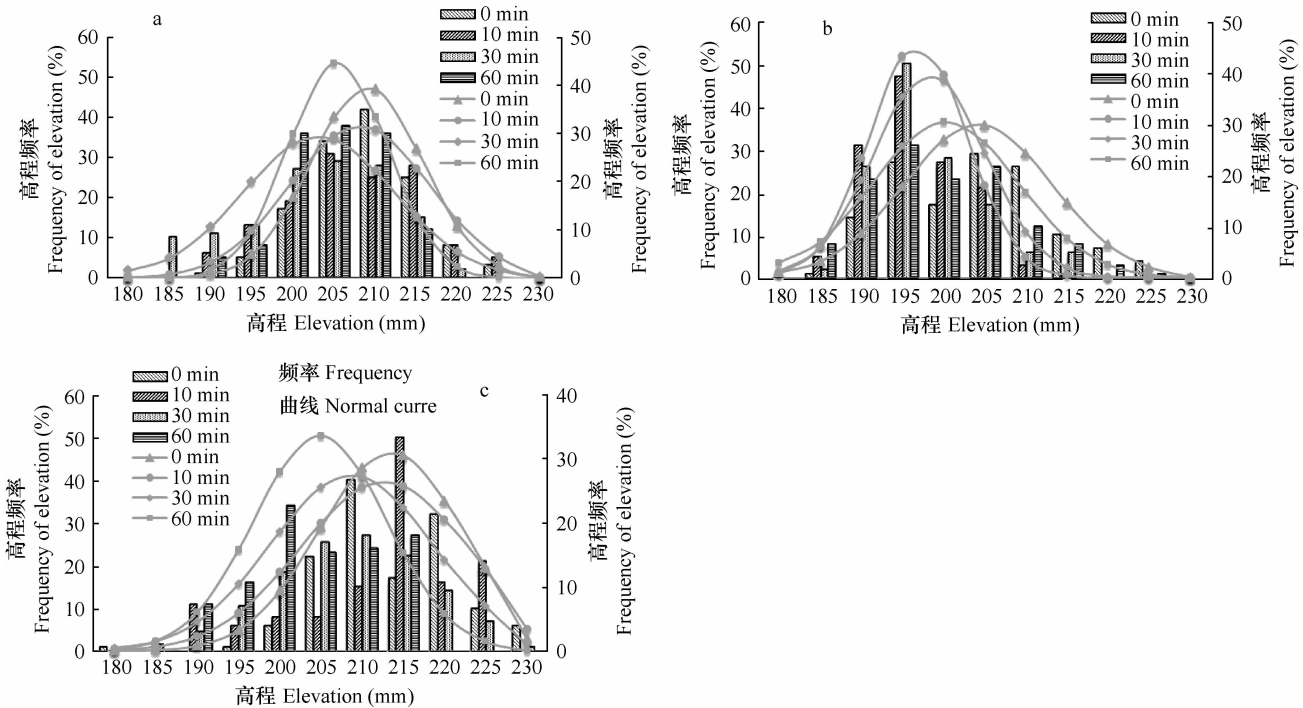 a
0 min
10 min
30 min
60 min
0 min
10 min
30 min
60 min
高程频率
Frequency of elevation (%)
60
50
40
30
20
10
0
50
40
30
20
10
0
高程频率
Frequency of elevation (%)
180 185 190 195 200 205 210 215 220 225 230
高程 Elevation (mm)
b
0 min
10 min
30 min
60 min
0 min
10 min
30 min
60 min
高程频率
Frequency of elevation (%)
60
50
40
30
20
10
0
50
40
30
20
10
0
高程频率
Frequency of elevation (%)
180 185 190 195 200 205 210 215 220 225 230
高程 Elevation (mm)
c
频率 Frequency
曲线 Normal curre
0 min
10 min
30 min
60 min
0 min
10 min
30 min
60 min
高程频率
Frequency of elevation (%)
60
50
40
30
20
10
0
40
30
20
10
0
高程频率
Frequency of elevation (%)
180 185 190 195 200 205 210 215 220 225 230
高程 Elevation (mm)